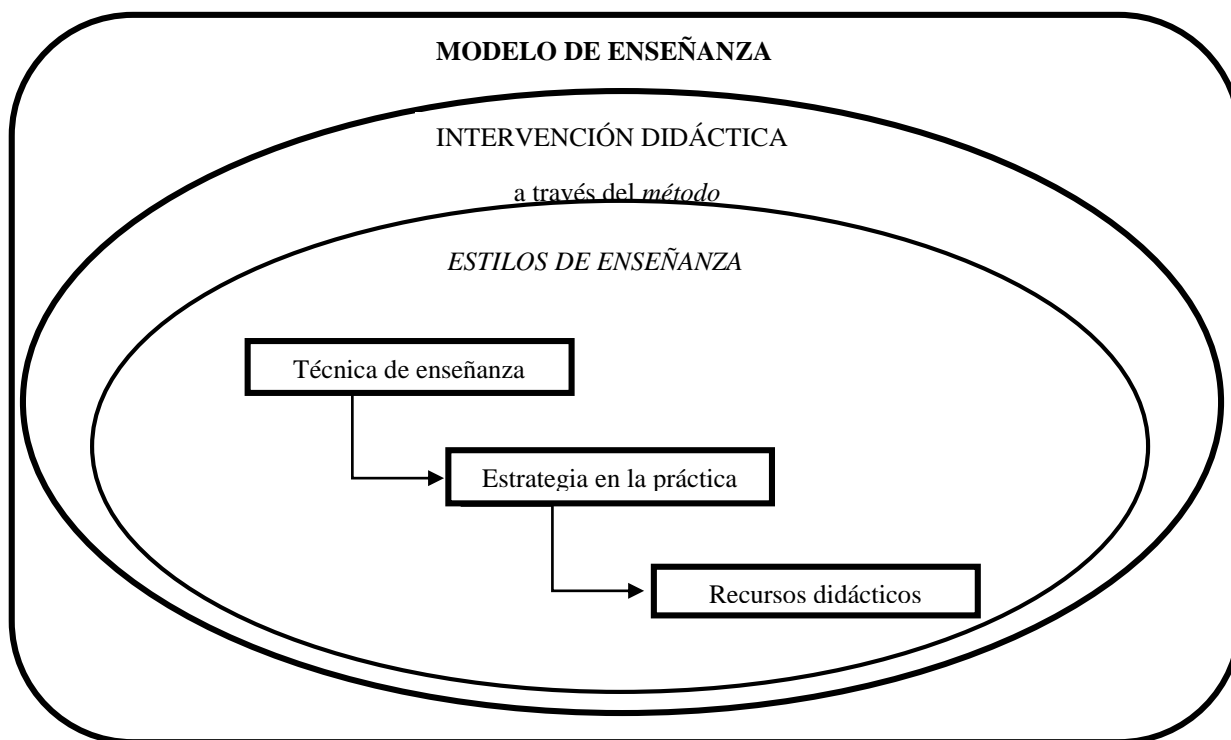 MODELO DE ENSEÑANZA
INTERVENCIÓN DIDÁCTICA
a través del método
ESTILOS DE ENSEÑANZA
Técnica de enseñanza
Estrategia en la práctica
Recursos didácticos